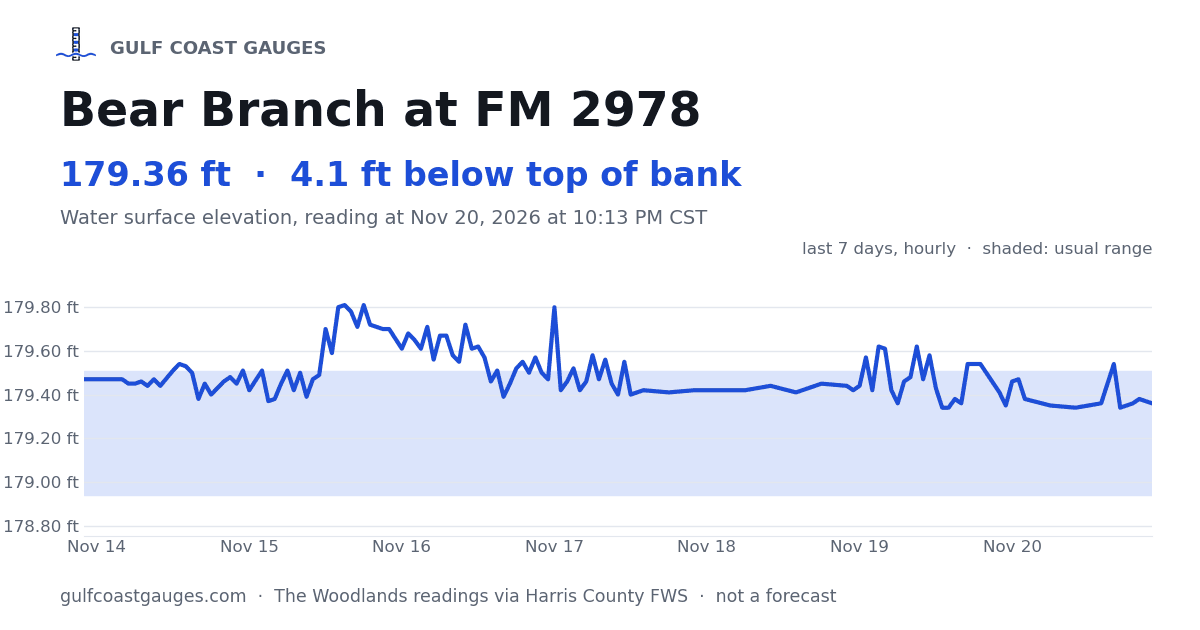 GULF COAST GAUGES
Bear Branch at FM 2978
179.36 ft · 4.1 ft below top of bank
Water surface elevation, reading at Nov 20, 2026 at 10:13 PM CST
last 7 days, hourly · shaded: usual range
179.80 ft
179.60 ft
179.40 ft
179.20 ft
179.00 ft
178.80 ft
Nov 14 Nov 15 Nov 16 Nov 17 Nov 18 Nov 19 Nov 20
gulfcoastgauges.com · The Woodlands readings via Harris County FWS · not a forecast